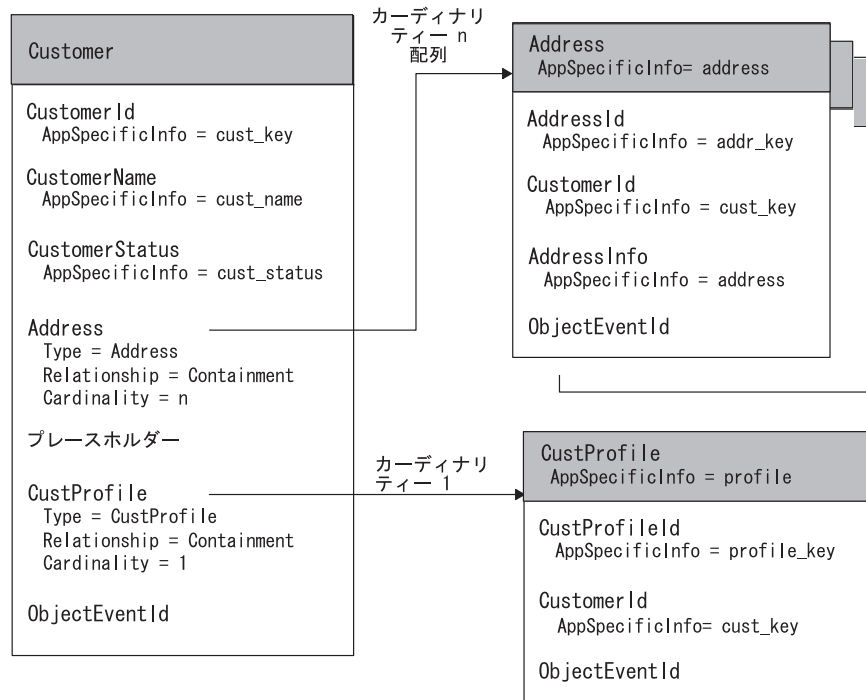 Customer
CustomerId
AppSpecificInfo = cust_key
CustomerName
AppSpecificInfo = cust_name
CustomerStatus
AppSpecificInfo = cust_status
Address
Type = Address
Relationship = Containment
Cardinality = n
プレースホルダー
CustProfile
Type = CustProfile
Relationship = Containment
Cardinality = 1
ObjectEventId
カーディナリ
ティー n
配列
Address
AppSpecificInfo= address
AddressId
AppSpecificInfo = addr_key
CustomerId
AppSpecificInfo = cust_key
AddressInfo
AppSpecificInfo = address
ObjectEventId
カーディナリ
ティー 1
CustProfile
AppSpecificInfo = profile
CustProfileId
AppSpecificInfo = profile_key
CustomerId
AppSpecificInfo= cust_key
ObjectEventId